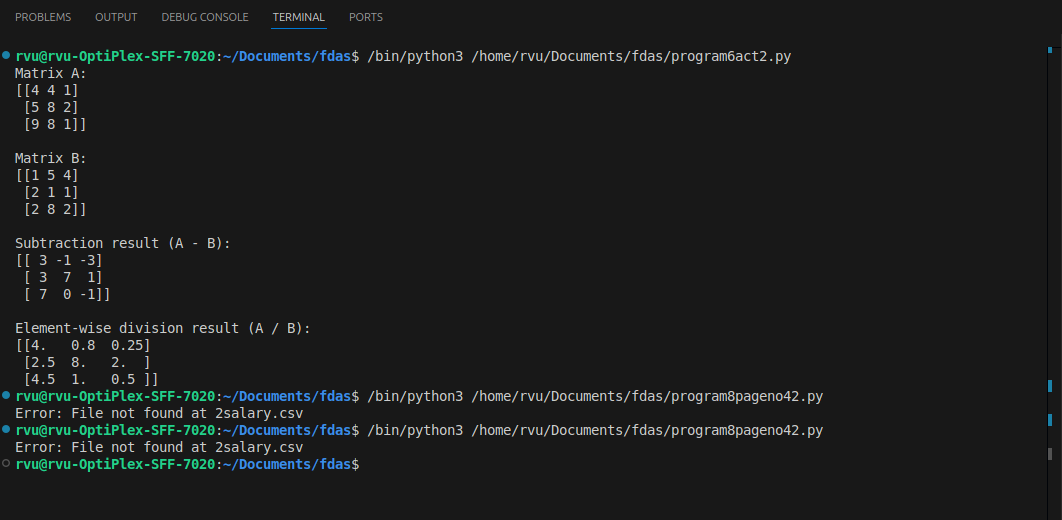 PROBLEMS OUTPUT DEBUG CONSOLE TERMINAL PORTS
rvu@rvu-OptiPlex-SFF-7020:~/Documents/fdas$ /bin/python3 /home/rvu/Documents/fdas/program6act2.py
Matrix A:
[[4 4 1]
 [5 8 2]
 [9 8 1]]

Matrix B:
[[1 5 4]
 [2 1 1]
 [2 8 2]]

Subtraction result (A - B):
[[ 3 -1 -3]
 [ 3  7  1]
 [ 7  0 -1]]

Element-wise division result (A / B):
[[4.   0.8  0.25]
 [2.5  8.   2.  ]
 [4.5  1.   0.5 ]]
rvu@rvu-OptiPlex-SFF-7020:~/Documents/fdas$ /bin/python3 /home/rvu/Documents/fdas/program8pageno42.py
Error: File not found at 2salary.csv
rvu@rvu-OptiPlex-SFF-7020:~/Documents/fdas$ /bin/python3 /home/rvu/Documents/fdas/program8pageno42.py
Error: File not found at 2salary.csv
rvu@rvu-OptiPlex-SFF-7020:~/Documents/fdas$